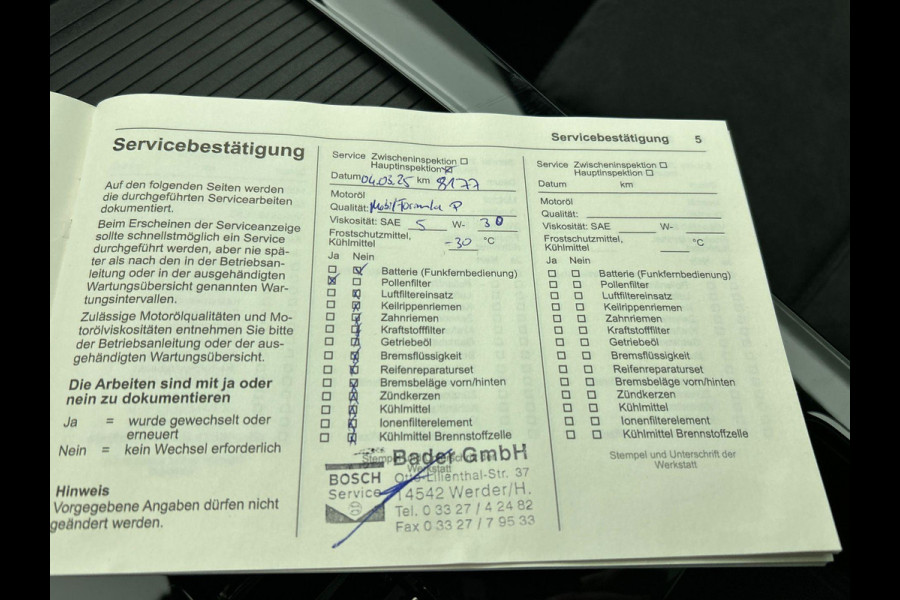 Servicebestätigung 5
Servicebestätigung
Auf den folgenden Seiten werden
die durchgeführten Servicearbeiten
dokumentiert.
Beim Erscheinen der Serviceanzeige
sollte schnellstmöglich ein Service
durchgeführt werden, aber nie spä-
ter als nach den in der Betriebsan-
leitung oder in der ausgehändigten
Wartungsübersicht genannten War-
tungsintervallen.
Zulässige Motorölqualitäten und Mo-
torölviskositäten entnehmen Sie bitte
der Betriebsanleitung oder der aus-
gehändigten Wartungsübersicht.
Die Arbeiten sind mit ja oder
nein zu dokumentieren
Ja = wurde gewechselt oder
erneuert
Nein = kein Wechsel erforderlich
Hinweis
Vorgegebene Angaben dürfen nicht
geändert werden.
Service Zwischeninspektion
Hauptinspektion
Datum 04.03.25 km 8177
Motoröl
Qualität: Mobil Formula P
Viskosität: SAE 5 W- 30
Frostschutzmittel,
Kühlmittel -30 °C
Ja Nein
Batterie (Funkfernbedienung)
Pollenfilter
Luftfiltereinsatz
Keilrippenriemen
Zahnriemen
Kraftstofffilter
Getriebeöl
Bremsflüssigkeit
Reifenreparaturset
Bremsbeläge vorn/hinten
Zündkerzen
Kühlmittel
Ionenfilterelement
Kühlmittel Brennstoffzelle
Werkstatt
BOSCH
Service
Bader GmbH
Otto-Lilienthal-Str. 37
14542 Werder/H.
Tel. 0 33 27 / 4 24 82
Fax 0 33 27 / 7 95 33
Service Zwischeninspektion
Hauptinspektion
Datum km
Motoröl
Qualität:
Viskosität: SAE W-
Frostschutzmittel,
Kühlmittel °C
Ja Nein
Batterie (Funkfernbedienung)
Pollenfilter
Luftfiltereinsatz
Keilrippenriemen
Zahnriemen
Kraftstofffilter
Getriebeöl
Bremsflüssigkeit
Reifenreparaturset
Bremsbeläge vorn/hinten
Zündkerzen
Kühlmittel
Ionenfilterelement
Kühlmittel Brennstoffzelle
Stempel und Unterschrift der
Werkstatt